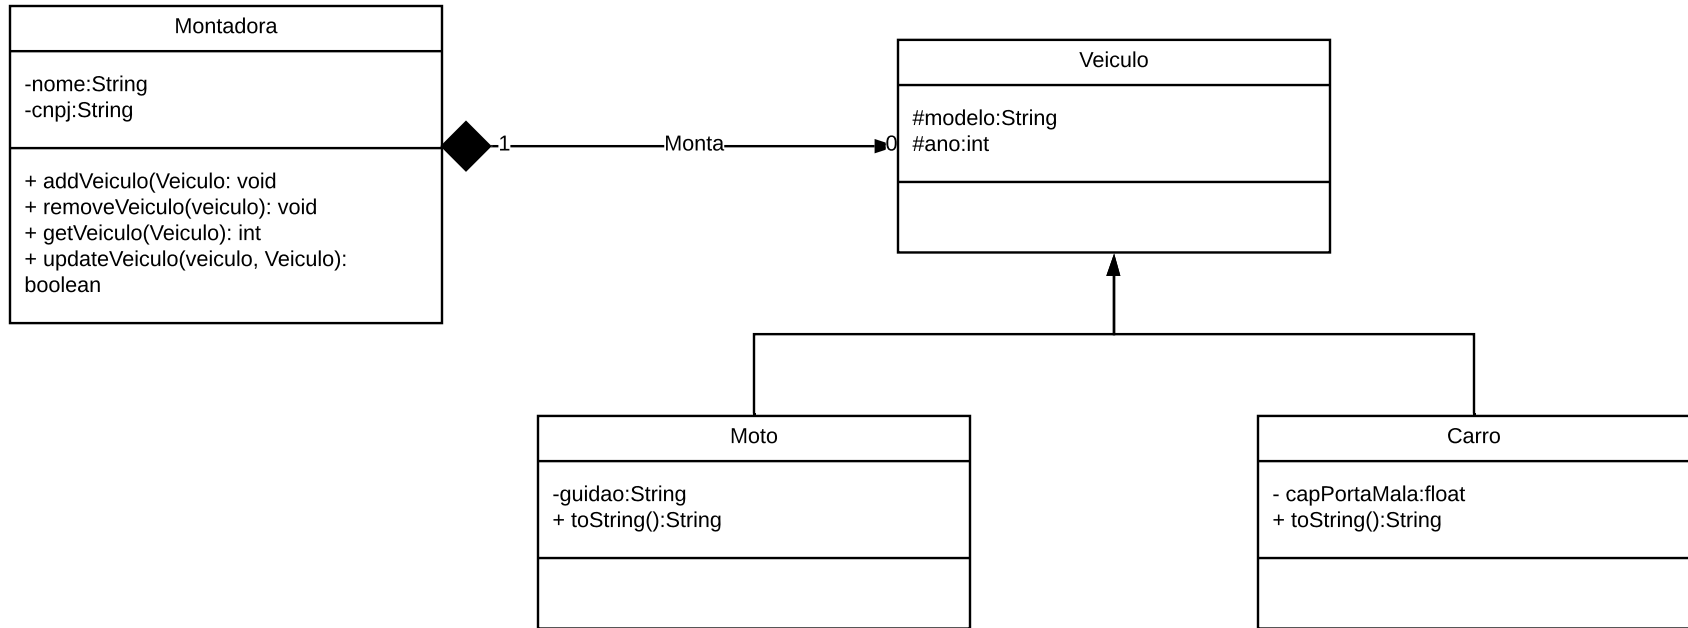 Montadora
-nome:String
-cnpj:String
+ addVeiculo(Veiculo: void
+ removeVeiculo(veiculo): void
+ getVeiculo(Veiculo): int
+ updateVeiculo(veiculo, Veiculo):
boolean
1
Monta
0
Veiculo
#modelo:String
#ano:int
Moto
-guidao:String
+ toString():String
Carro
- capPortaMala:float
+ toString():String